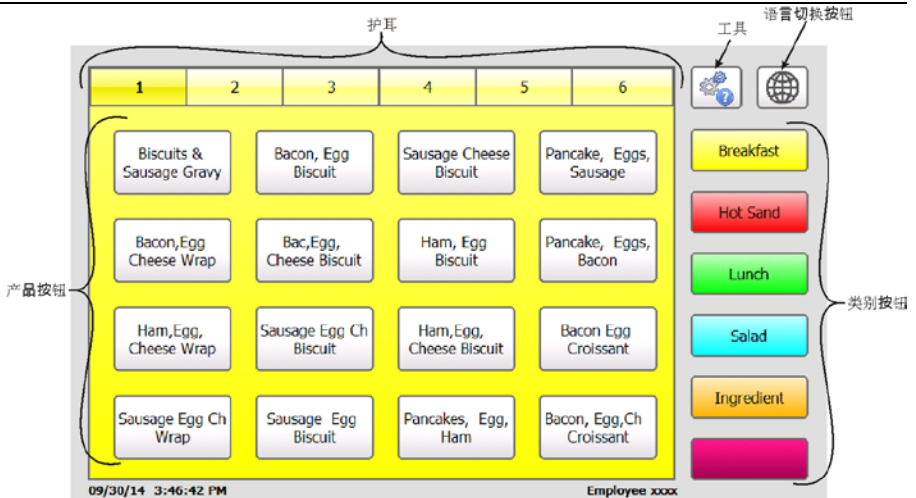 语言切换按钮
护耳
工具
1 2 3 4 5 6
Biscuits &
Sausage Gravy
Bacon, Egg
Biscuit
Sausage Cheese
Biscuit
Pancake, Eggs,
Sausage
Breakfast
Hot Sand
Bacon,Egg
Cheese Wrap
Bac,Egg,
Cheese Biscuit
Ham, Egg
Biscuit
Pancake, Eggs,
Bacon
Lunch
产品按钮
类别按钮
Ham,Egg,
Cheese Wrap
Sausage Egg Ch
Biscuit
Ham,Egg,
Cheese Biscuit
Bacon Egg
Croissant
Salad
Ingredient
Sausage Egg Ch
Wrap
Sausage Egg
Biscuit
Pancakes, Egg,
Ham
Bacon, Egg,Ch
Croissant
09/30/14 3:46:42 PM
Employee xxxx